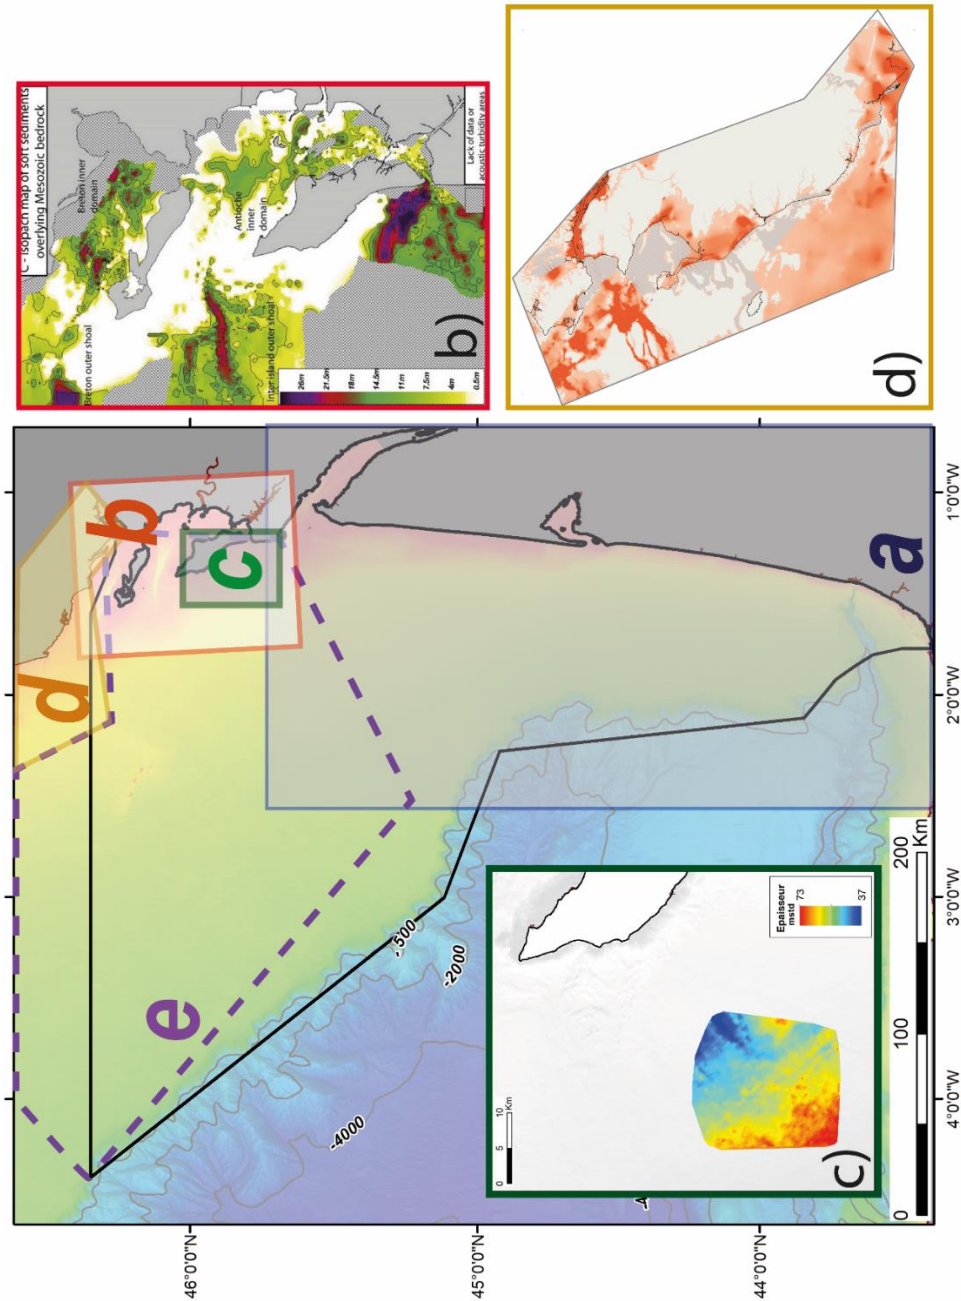 46°0'0"N
45°0'0"N
44°0'0"N
4°0'0"W
3°0'0"W
2°0'0"W
1°0'0"W
a
b
c
d
e
-500
-2000
-4000
0
100
200
Km
C - Isopach map of soft sediments
overlying Mesozoic bedrock
Breton inner
domain
Antioche
inner
domain
Breton outer shoal
Inter-island outer shoal
26m
21.5m
18m
14.5m
11m
7.5m
4m
0.5m
Lack of data or
acoustic turbidity areas
b)
c)
0
5
10
Km
Epaisseur
mstd
73
37
d)